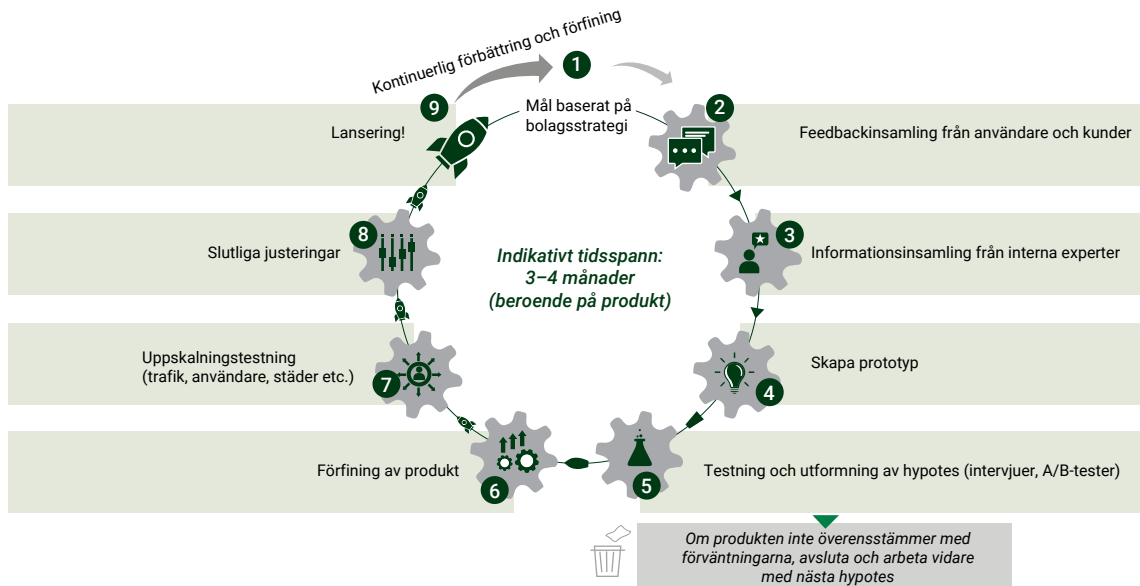 Kontinuerlig förbättring och förfining
1
Mål baserat på
bolagsstrategi
2
Feedbackinsamling från användare och kunder
3
Informationsinsamling från interna experter
4
Skapa prototyp
5
Testning och utformning av hypotes (intervjuer, A/B-tester)
Om produkten inte överensstämmer med
förväntningarna, avsluta och arbeta vidare
med nästa hypotes
6
Förfining av produkt
7
Uppskalningstestning
(trafik, användare, städer etc.)
8
Slutliga justeringar
9
Lansering!
Indikativt tidsspann:
3–4 månader
(beroende på produkt)